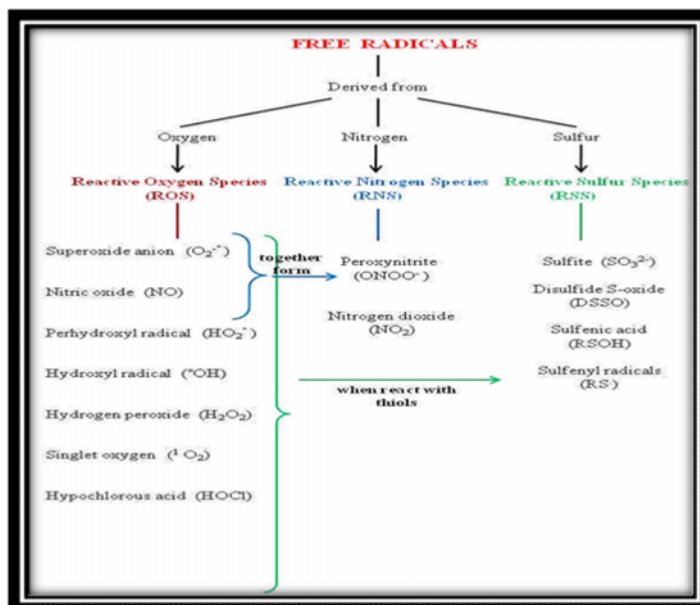 FREE RADICALS
Derived from
Oxygen
Nitrogen
Sulfur
Reactive Oxygen Species
(ROS)
Reactive Nitrogen Species
(RNS)
Reactive Sulfur Species
(RSS)
Superoxide anion (O₂⁻˙)
Nitric oxide (NO)
Perhydroxyl radical (HO₂˙)
Hydroxyl radical (˙OH)
Hydrogen peroxide (H₂O₂)
Singlet oxygen (¹ O₂)
Hypochlorous acid (HOCl)
together
form
Peroxynitrite
(ONOO⁻)
Nitrogen dioxide
(NO₂)
when react with
thiols
Sulfite (SO₃²⁻)
Disulfide S-oxide
(DSSO)
Sulfenic acid
(RSOH)
Sulfenyl radicals
(RS·)